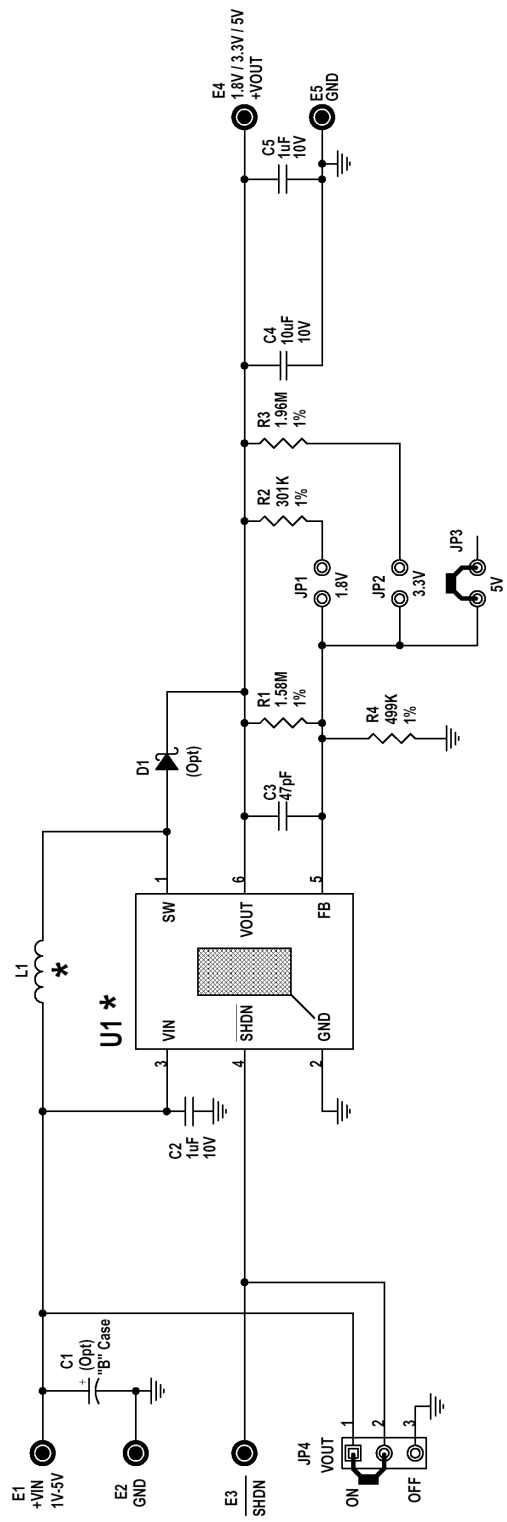 E1
+VIN
1V-5V
C1
(Opt)
"B" Case
+
E2
GND
E3
SHDN
JP4
VOUT
ON
OFF
1
2
3
L1
*
U1 *
C2
1uF
10V
3
VIN
4
SHDN
2
GND
1
SW
6
VOUT
5
FB
D1
(Opt)
C3
47pF
R1
1.58M
1%
R4
499K
1%
R2
301K
1%
R3
1.96M
1%
JP1
1.8V
JP2
3.3V
JP3
5V
C4
10uF
10V
C5
1uF
10V
E4
1.8V / 3.3V / 5V
+VOUT
E5
GND